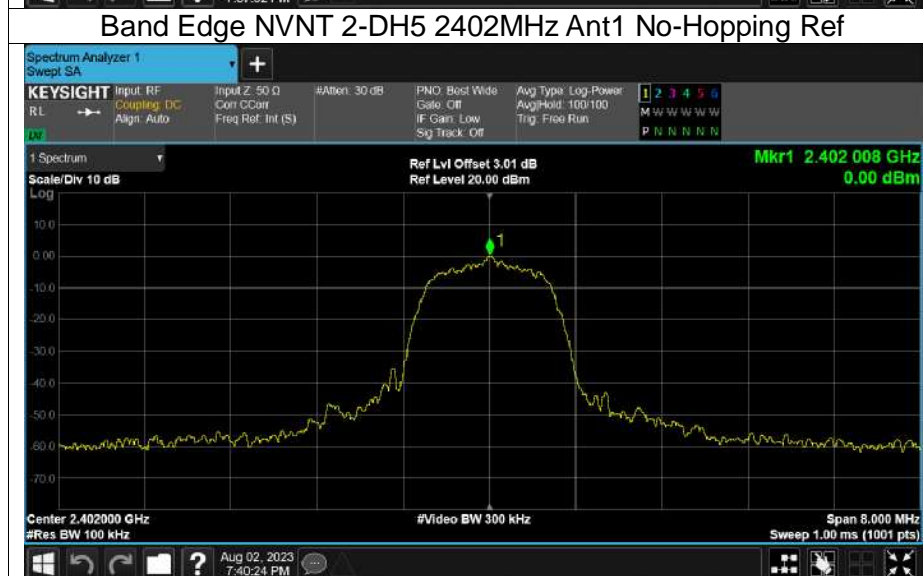 Band Edge NVNT 2-DH5 2402MHz Ant1 No-Hopping Ref
Spectrum Analyzer 1
Swept SA
+
KEYSIGHT Input: RF Input Z: 50 Ω #Atten: 30 dB PNO: Best Wide Avg Type: Log-Power 1 2 3 4 5 6
RL Coupling: DC Corr CCorr Gate: Off Avg|Hold: 100/100 M W W W W W
Align: Auto Freq Ref: Int (S) IF Gain: Low Trig: Free Run
Sig Track: Off P N N N N N
1 Spectrum Ref Lvl Offset 3.01 dB Mkr1 2.402 008 GHz
Scale/Div 10 dB Ref Level 20.00 dBm 0.00 dBm
Log
10.0
1
0.00
-10.0
-20.0
-30.0
-40.0
-50.0
-60.0
-70.0
Center 2.402000 GHz #Video BW 300 kHz Span 8.000 MHz
#Res BW 100 kHz Sweep 1.00 ms (1001 pts)
? Aug 02, 2023
7:40:24 PM